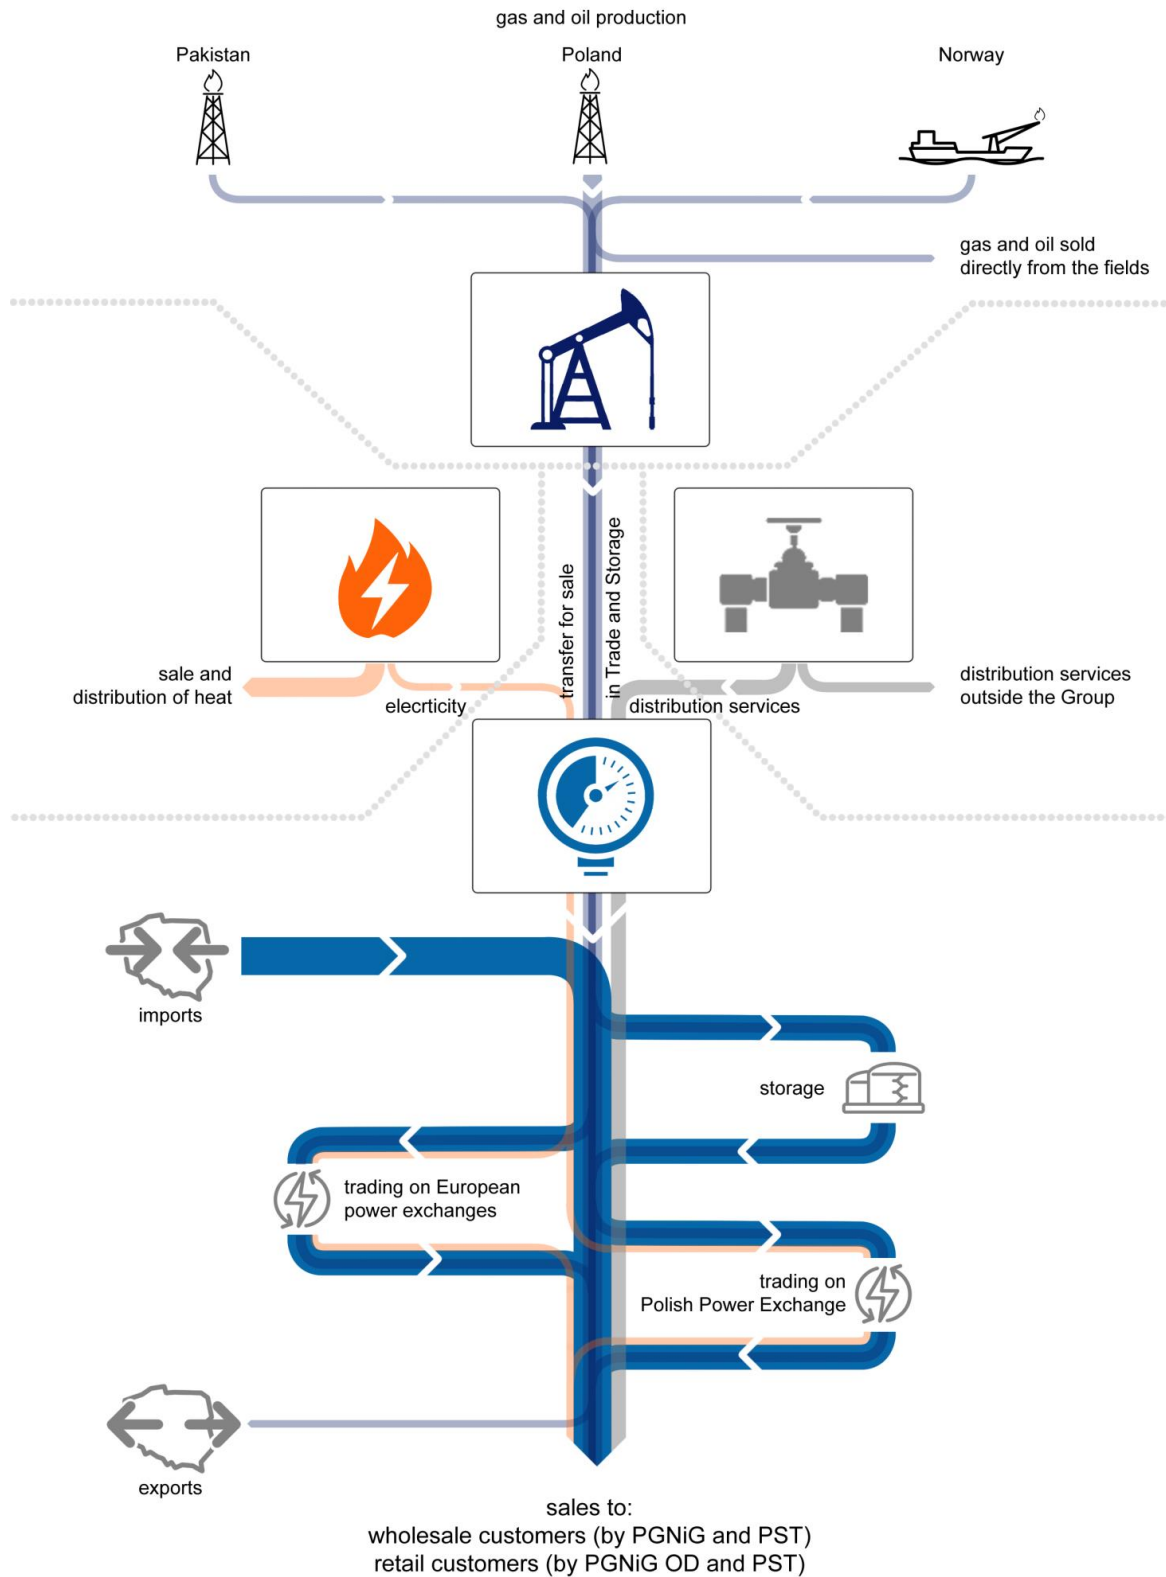 gas and oil production
Pakistan
Poland
Norway
gas and oil sold
directly from the fields
transfer for sale
in Trade and Storage
sale and
distribution of heat
elecrticity
distribution services
distribution services
outside the Group
imports
storage
trading on European
power exchanges
trading on
Polish Power Exchange
exports
sales to:
wholesale customers (by PGNiG and PST)
retail customers (by PGNiG OD and PST)